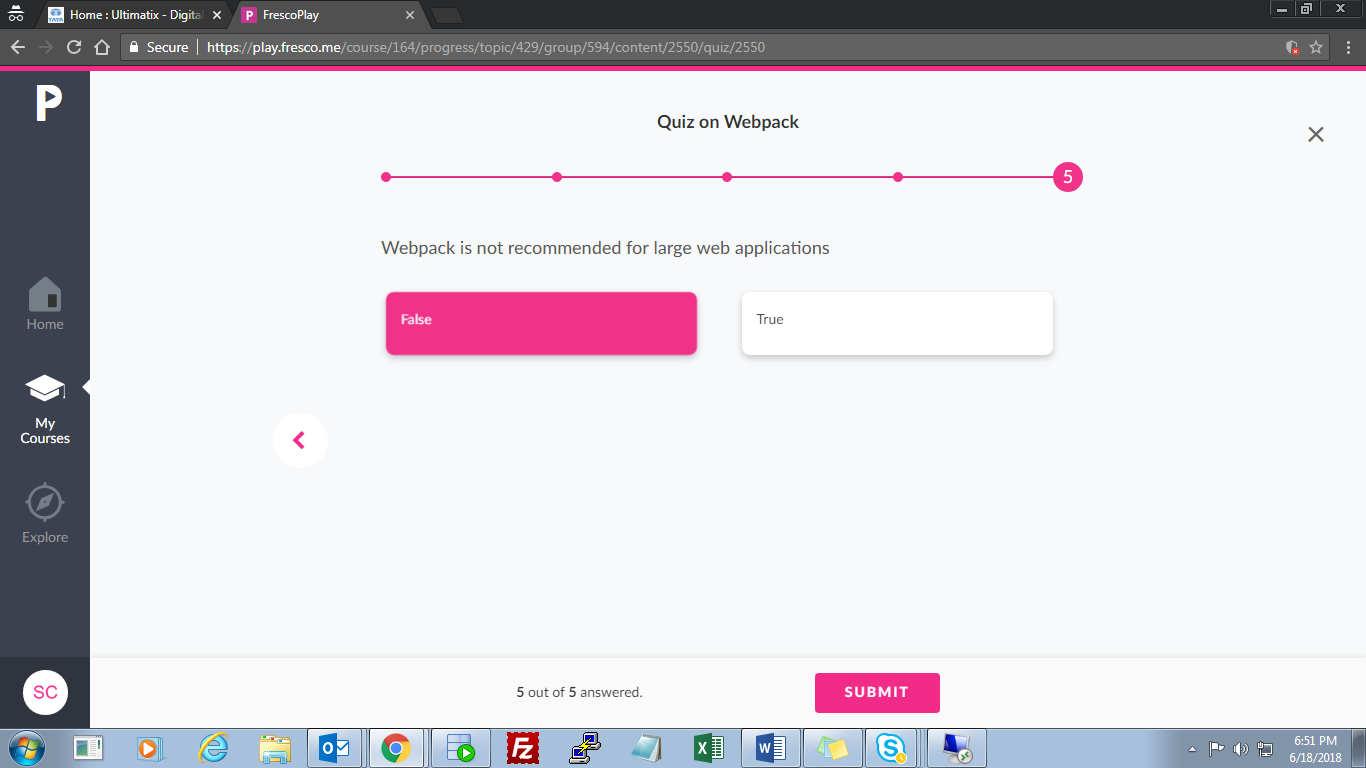 Home : Ultimatix - Digital
FrescoPlay
Secure
https://play.fresco.me/course/164/progress/topic/429/group/594/content/2550/quiz/2550
P
Quiz on Webpack
5
Webpack is not recommended for large web applications
False
True
Home
My
Courses
Explore
SC
5 out of 5 answered.
SUBMIT
6:51 PM
6/18/2018